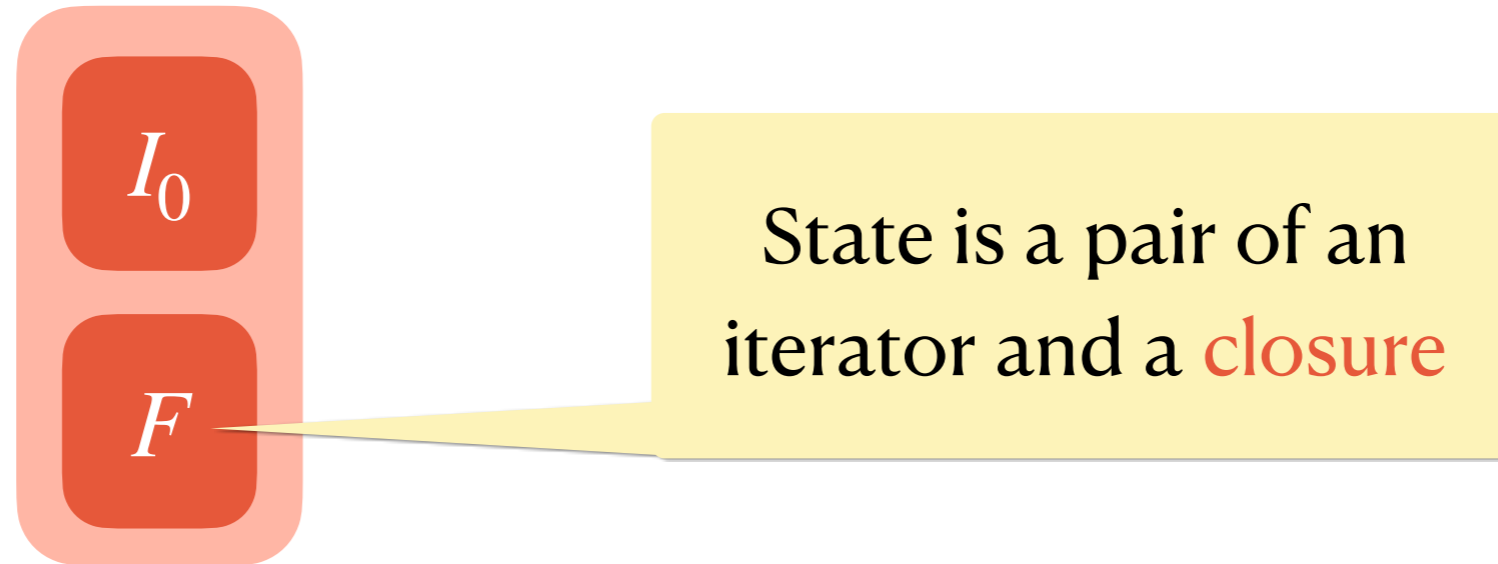 I₀
F
State is a pair of an
iterator and a closure